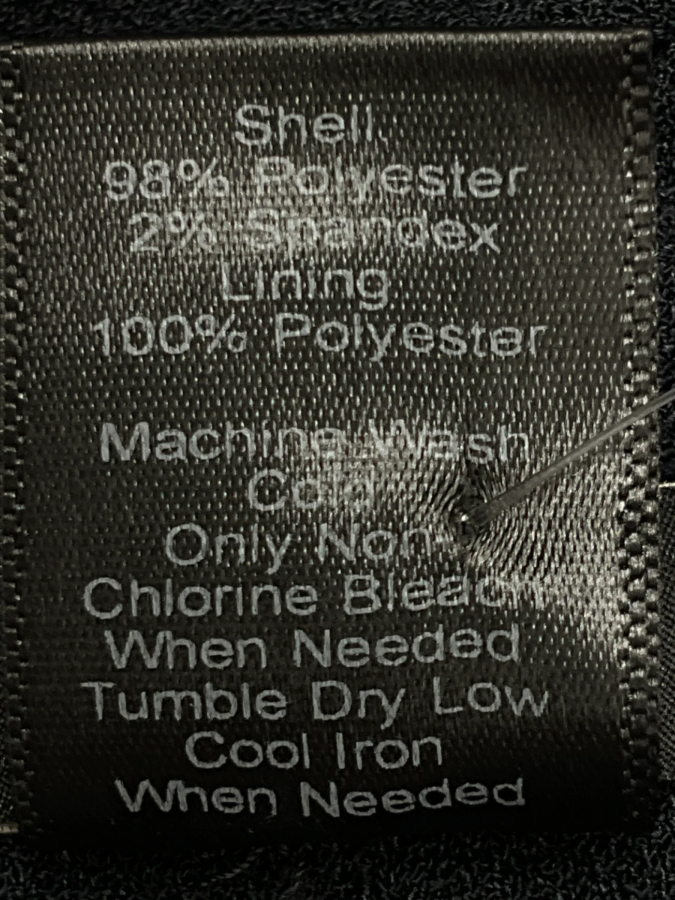 Shell
98% Polyester
2% Spandex
Lining
100% Polyester
Machine Wash
Cold
Only Non-
Chlorine Bleach
When Needed
Tumble Dry Low
Cool Iron
When Needed